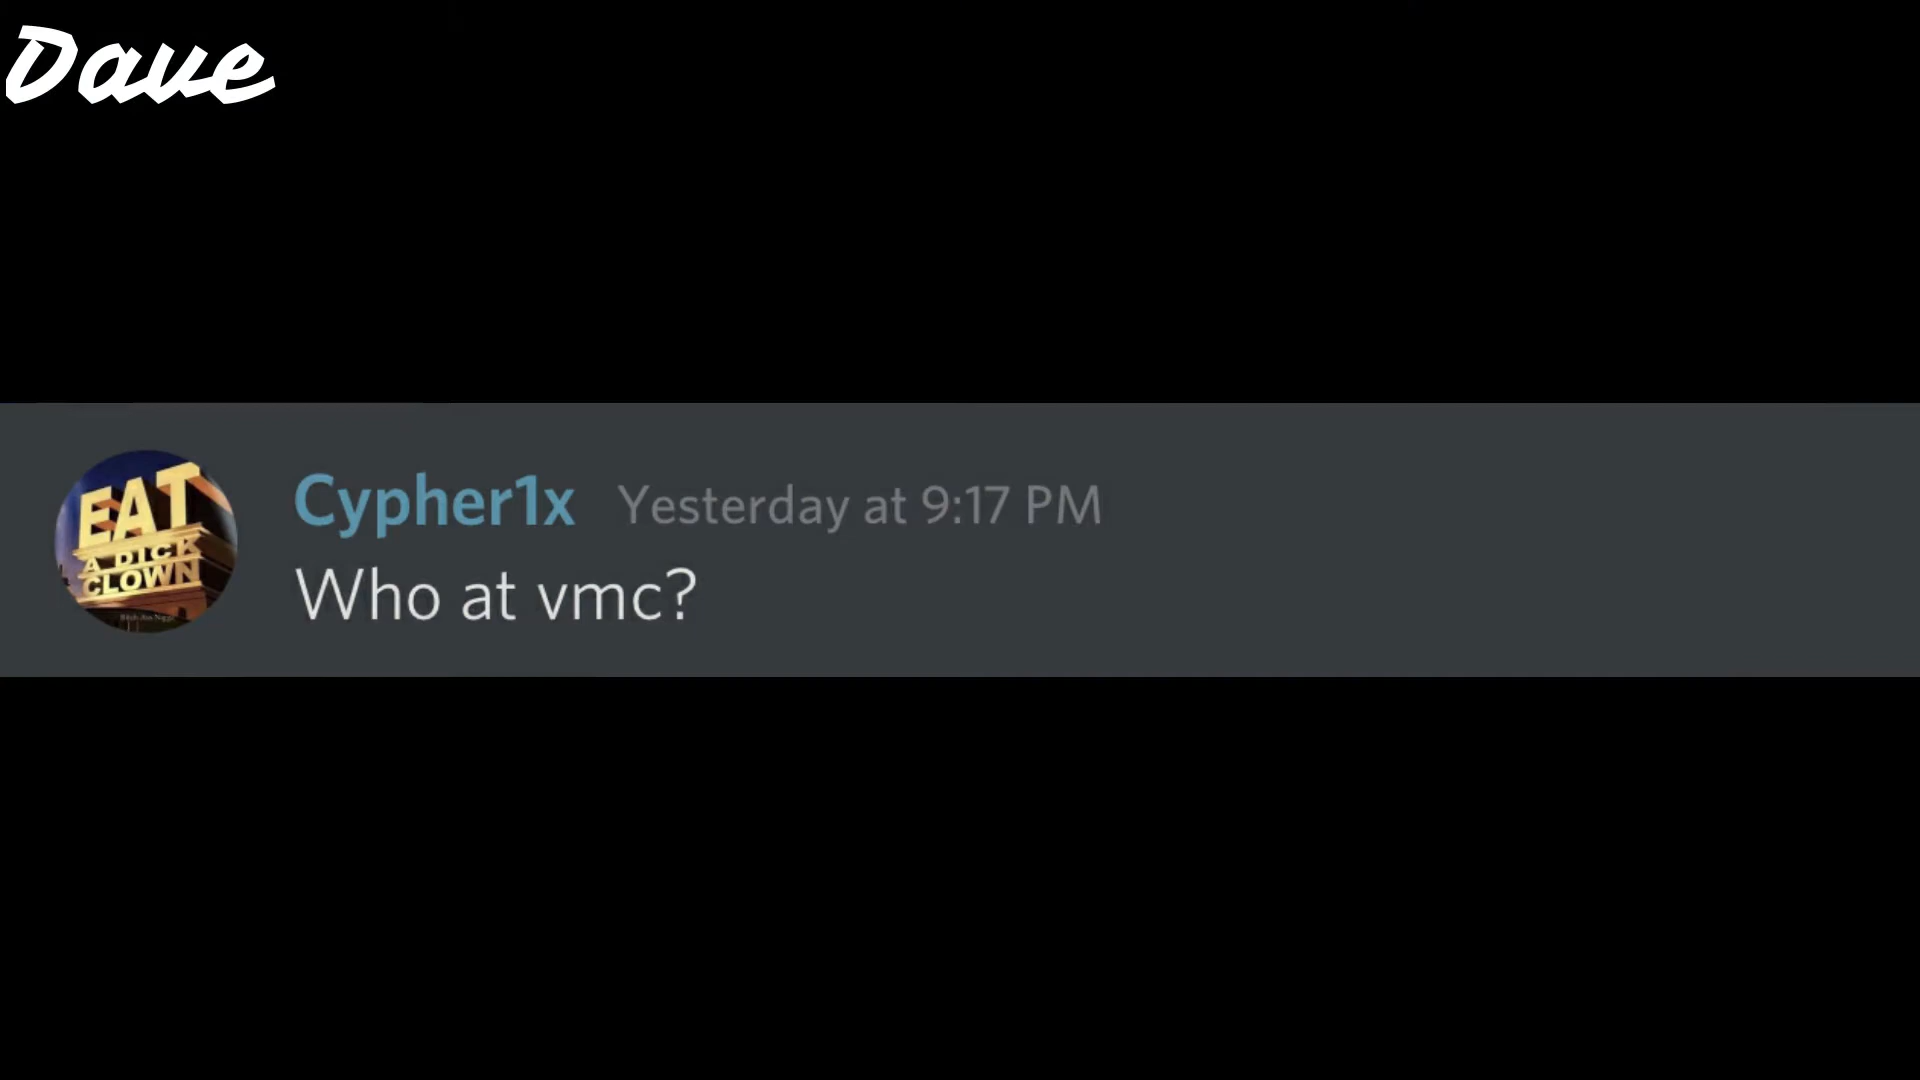 Dave
Cypher1x Yesterday at 9:17 PM
Who at vmc?
EAT
A DICK
CLOWN